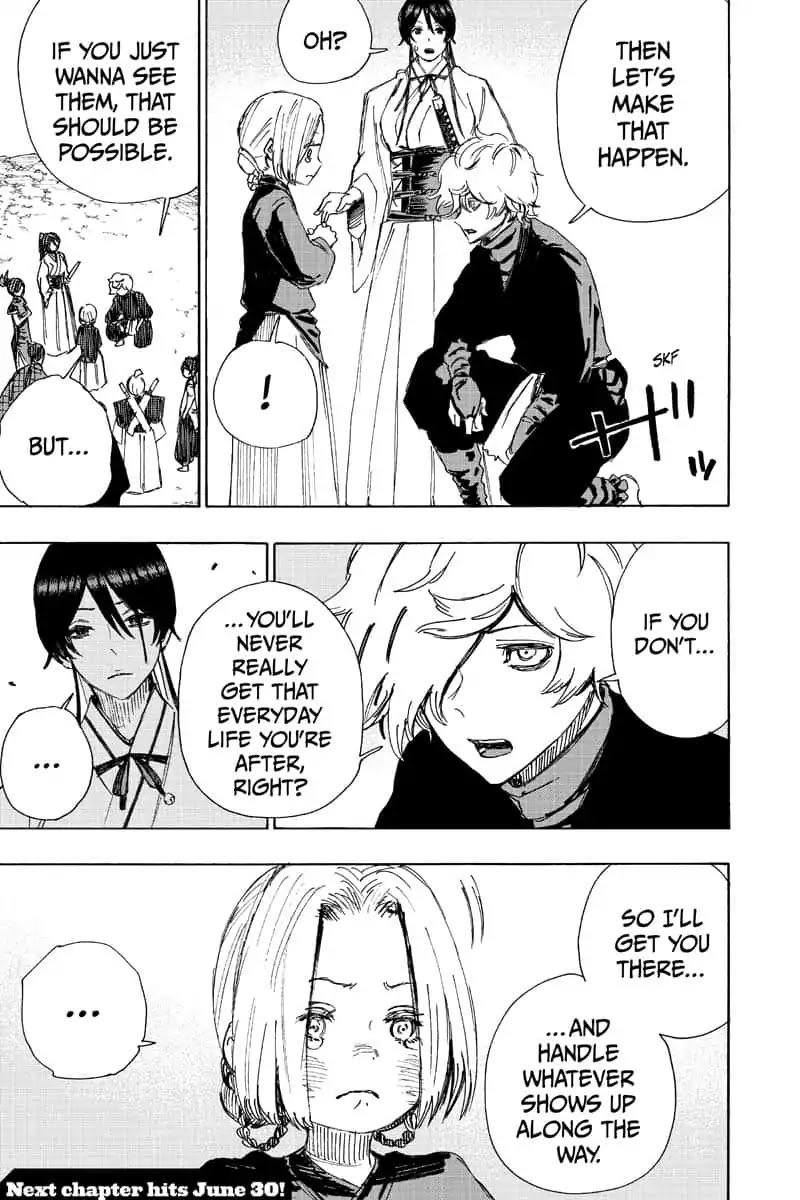 THEN
LET'S
MAKE
THAT
HAPPEN.
OH?
SKF
!
IF YOU JUST
WANNA SEE
THEM, THAT
SHOULD BE
POSSIBLE.
BUT...
IF YOU
DON'T...
...YOU'LL
NEVER
REALLY
GET THAT
EVERYDAY
LIFE YOU'RE
AFTER,
RIGHT?
...
SO I'LL
GET YOU
THERE...
...AND
HANDLE
WHATEVER
SHOWS UP
ALONG
THE
WAY.
...
Next chapter hits June 30!